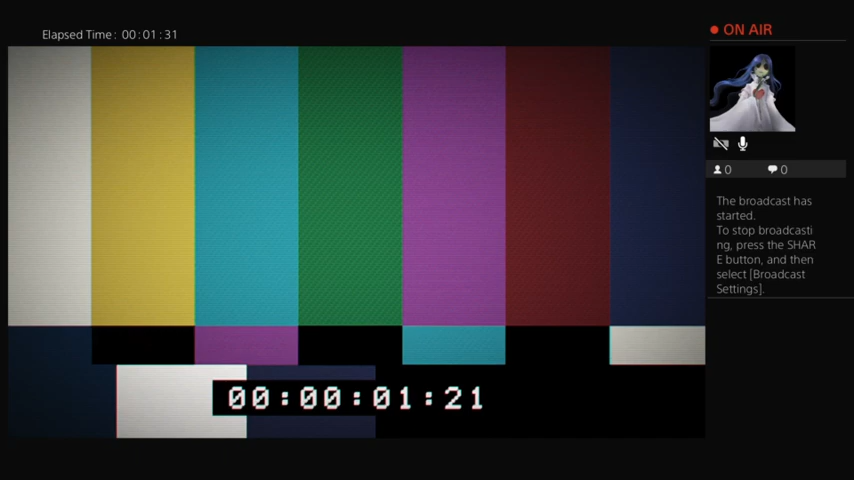 Elapsed Time: 00:01:31
ON AIR
0 0
The broadcast has
started.
To stop broadcasti
ng, press the SHAR
E button, and then
select [Broadcast
Settings].
00:00:01:21